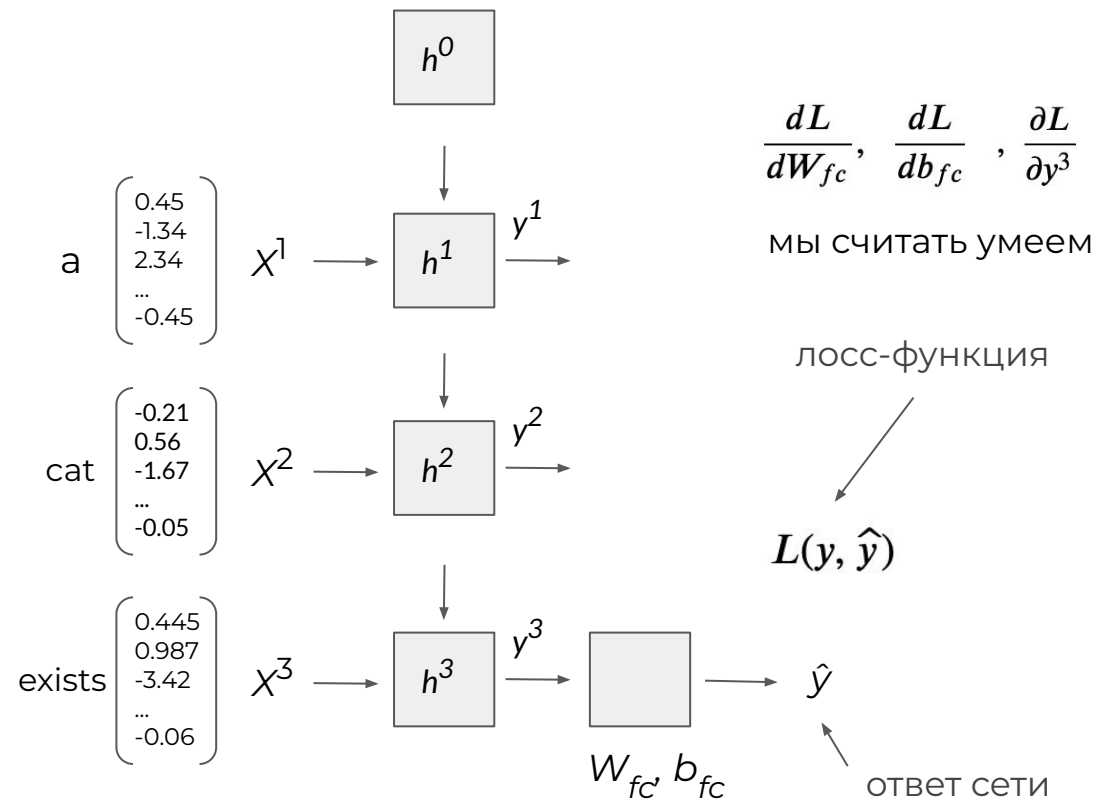 h^0
dL/dW_fc, dL/db_fc, ∂L/∂y^3
мы считать умеем
a
0.45
-1.34
2.34
...
-0.45
X^1
h^1
y^1
лосс-функция
cat
-0.21
0.56
-1.67
...
-0.05
X^2
h^2
y^2
L(y, ŷ)
exists
0.445
0.987
-3.42
...
-0.06
X^3
h^3
y^3
ŷ
W_fc, b_fc
ответ сети